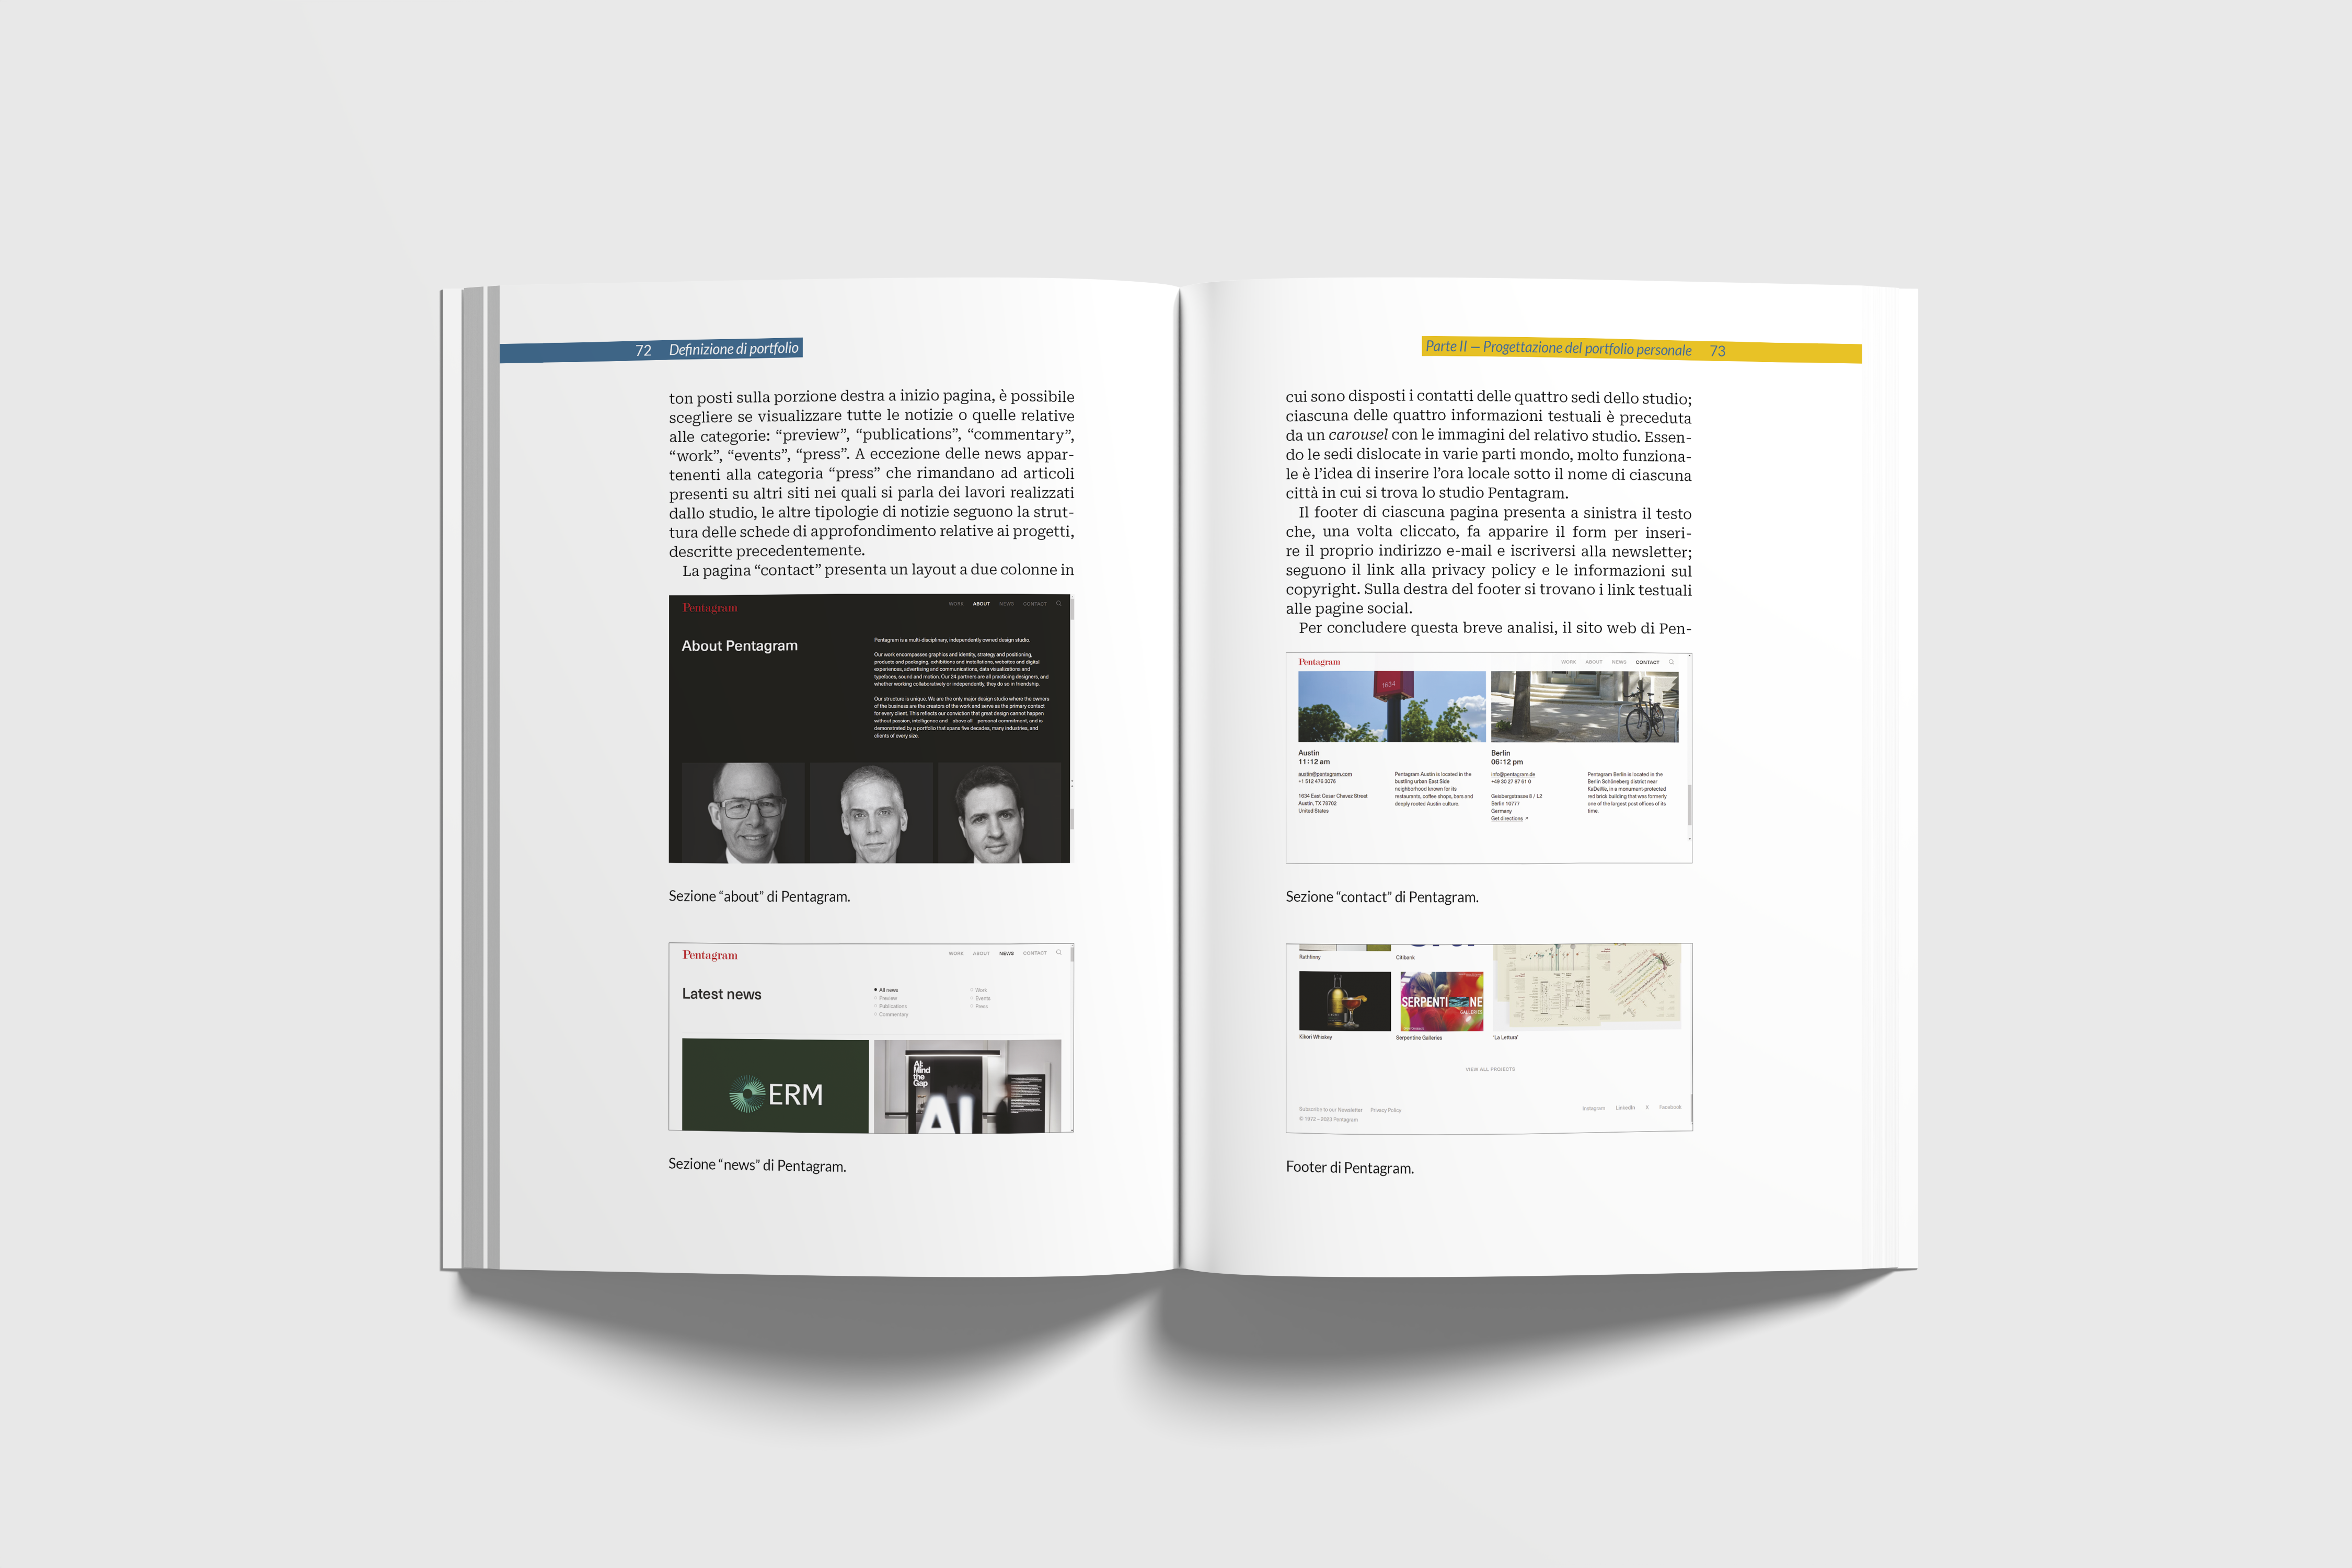 72 Definizione di portfolio
ton posti sulla porzione destra a inizio pagina, è possibile
scegliere se visualizzare tutte le notizie o quelle relative
alle categorie: “preview”, “publications”, “commentary”,
“work”, “events”, “press”. A eccezione delle news appar-
tenenti alla categoria “press” che rimandano ad articoli
presenti su altri siti nei quali si parla dei lavori realizzati
dallo studio, le altre tipologie di notizie seguono la strut-
tura delle schede di approfondimento relative ai progetti,
descritte precedentemente.
La pagina “contact” presenta un layout a due colonne in
Pentagram
WORK ABOUT NEWS CONTACT
About Pentagram
Pentagram is a multi-disciplinary, independently owned design studio.
Our work encompasses graphics and identity, strategy and positioning,
products and packaging, exhibitions and installations, websites and digital
experiences, advertising and communications, data visualizations and
typefaces, sound and motion. Our 24 partners are all practicing designers, and
whether working collaboratively or independently, they do so in friendship.
Our structure is unique. We are the only major design studio where the owners
of the business are the creators of the work and serve as the primary contact
for every client. This reflects our conviction that great design cannot happen
without passion, intelligence and above all personal commitment, and is
demonstrated by a portfolio that spans five decades, many industries, and
clients of every size.
Sezione “about” di Pentagram.
Pentagram
WORK ABOUT NEWS CONTACT
Latest news
All news
Preview
Publications
Commentary
Work
Events
Press
ERM
AI:
Mind
the
Gap
AI
Sezione “news” di Pentagram.
Parte II — Progettazione del portfolio personale 73
cui sono disposti i contatti delle quattro sedi dello studio;
ciascuna delle quattro informazioni testuali è preceduta
da un carousel con le immagini del relativo studio. Essen-
do le sedi dislocate in varie parti mondo, molto funziona-
le è l’idea di inserire l’ora locale sotto il nome di ciascuna
città in cui si trova lo studio Pentagram.
Il footer di ciascuna pagina presenta a sinistra il testo
che, una volta cliccato, fa apparire il form per inseri-
re il proprio indirizzo e-mail e iscriversi alla newsletter;
seguono il link alla privacy policy e le informazioni sul
copyright. Sulla destra del footer si trovano i link testuali
alle pagine social.
Per concludere questa breve analisi, il sito web di Pen-
Pentagram
WORK ABOUT NEWS CONTACT
1634
Austin
11:12 am
austin@pentagram.com
+1 512 476 3076
1634 East Cesar Chavez Street
Austin, TX 78702
United States
Pentagram Austin is located in the
bustling urban East Side
neighborhood known for its
restaurants, coffee shops, bars and
deeply rooted Austin culture.
Berlin
06:12 pm
info@pentagram.de
+49 30 27 87 61 0
Geisbergstrasse 6 / L2
Berlin 10777
Germany
Get directions ↗
Pentagram Berlin is located in the
Berlin Schöneberg district near
KaDeWe, in a monument-protected
red brick building that was formerly
one of the largest post offices of its
time.
Sezione “contact” di Pentagram.
Rathfinny
Citibank
SERPENTINE
GALLERIES
Kikori Whiskey
Serpentine Galleries
‘La Lettura’
VIEW ALL PROJECTS
Subscribe to our Newsletter Privacy Policy
© 1972 – 2023 Pentagram
Instagram LinkedIn X Facebook
Footer di Pentagram.